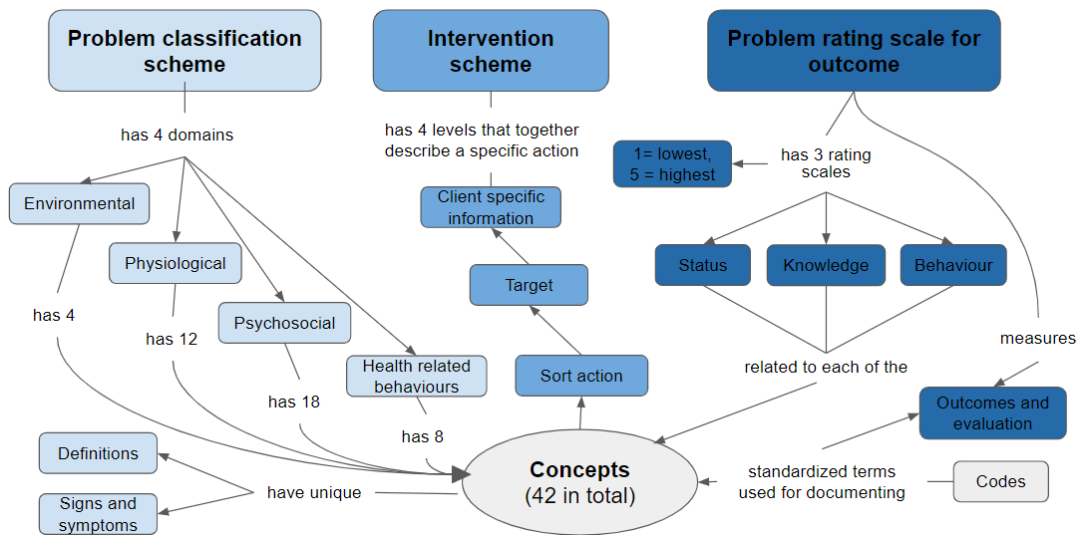 Problem classification
scheme
Intervention
scheme
Problem rating scale for
outcome
has 4 domains
has 4 levels that together
describe a specific action
1= lowest,
5 = highest
has 3 rating
scales
Environmental
Client specific
information
Physiological
Status
Knowledge
Behaviour
Target
has 4
Psychosocial
has 12
measures
Health related
behaviours
Sort action
related to each of the
has 18
Outcomes and
evaluation
has 8
Definitions
Concepts
(42 in total)
standardized terms
used for documenting
Codes
have unique
Signs and
symptoms